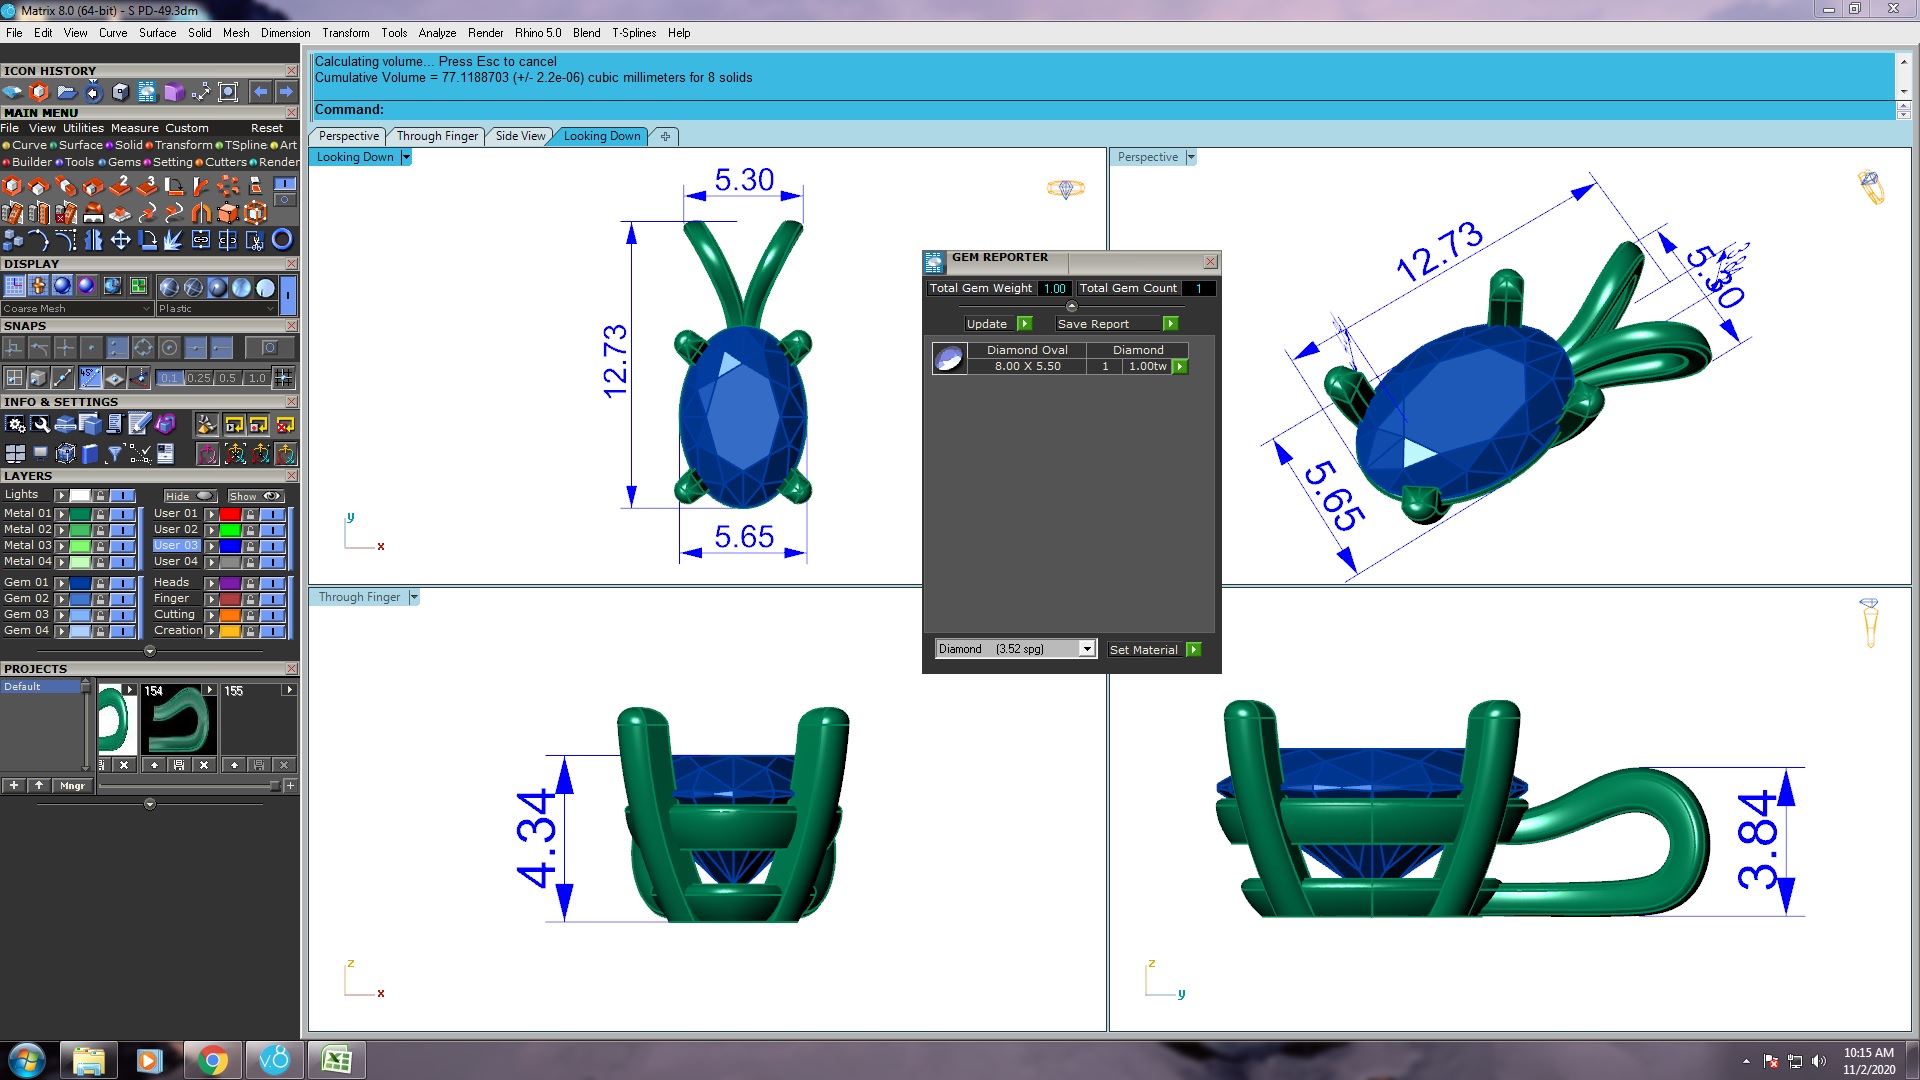 Matrix 8.0 (64-bit) - S PD-49.3dm
File Edit View Curve Surface Solid Mesh Dimension Transform Tools Analyze Render Rhino 5.0 Blend T-Splines Help
Calculating volume... Press Esc to cancel
Cumulative Volume = 77.1188703 (+/- 2.2e-06) cubic millimeters for 8 solids
Command:
ICON HISTORY
MAIN MENU
File View Utilities Measure Custom Reset
Curve Surface Solid Transform TSpline Art
Builder Tools Gems Setting Cutters Render
DISPLAY
Coarse Mesh Plastic
SNAPS
45° 0.1 0.25 0.5 1.0
INFO & SETTINGS
LAYERS
Lights Hide Show
Metal 01 User 01
Metal 02 User 02
Metal 03 User 03
Metal 04 User 04
Gem 01 Heads
Gem 02 Finger
Gem 03 Cutting
Gem 04 Creation
PROJECTS
Default
154 155
Mngr
Perspective Through Finger Side View Looking Down
Looking Down
5.30
12.73
5.65
y
x
Perspective
12.73
5.30
5.65
GEM REPORTER
Total Gem Weight 1.00 Total Gem Count 1
Update Save Report
Diamond Oval Diamond
8.00 X 5.50 1 1.00tw
Diamond (3.52 spg) Set Material
Through Finger
4.34
z
x
3.84
z
y
v8
10:15 AM
11/2/2020